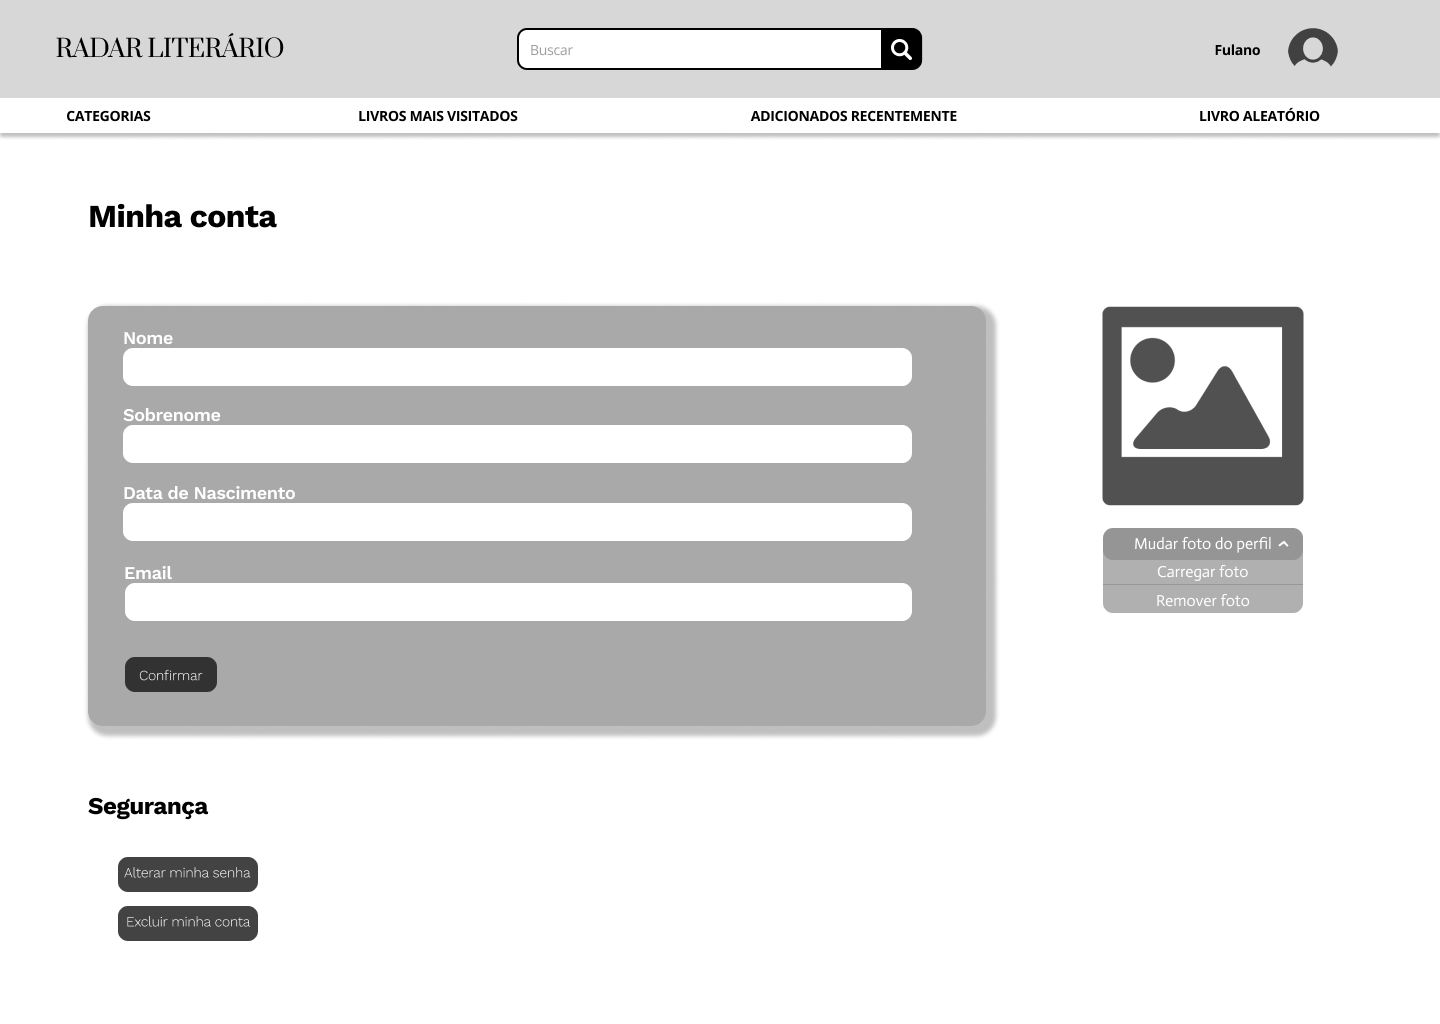 RADAR LITERÁRIO
Buscar
Fulano
CATEGORIAS
LIVROS MAIS VISITADOS
ADICIONADOS RECENTEMENTE
LIVRO ALEATÓRIO
Minha conta
Nome
Sobrenome
Data de Nascimento
Email
Confirmar
Mudar foto do perfil
Carregar foto
Remover foto
Segurança
Alterar minha senha
Excluir minha conta